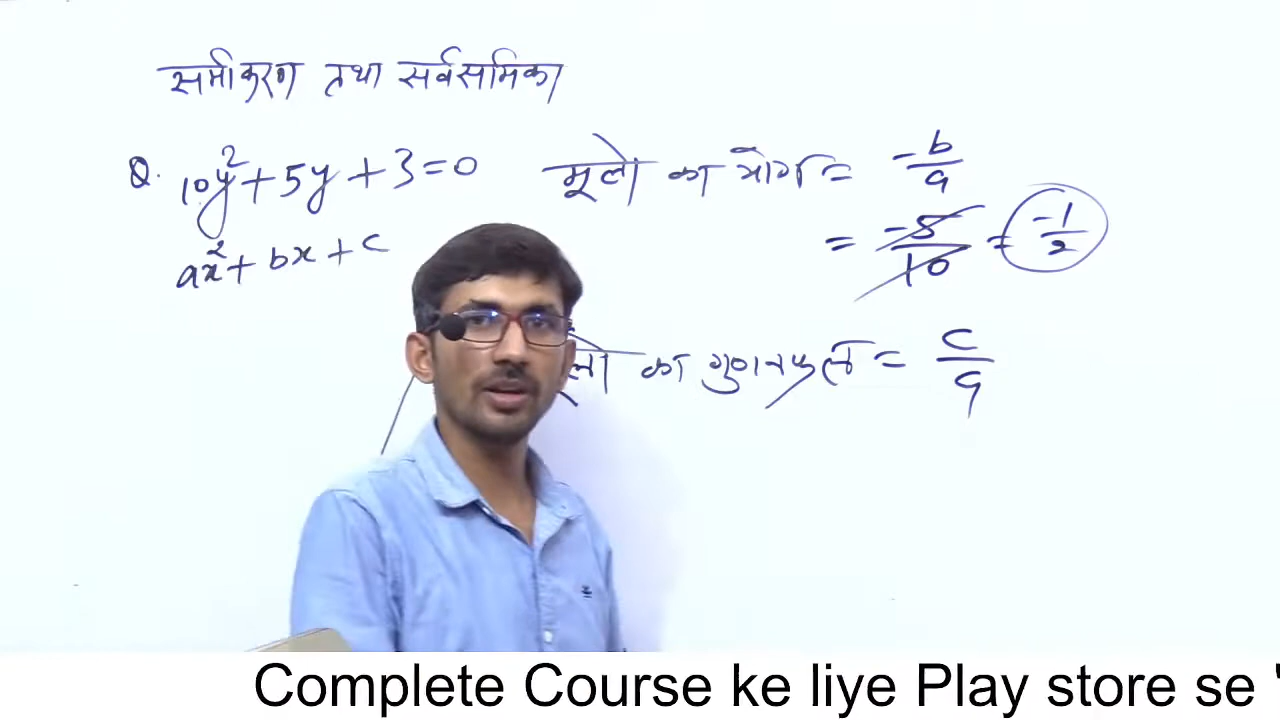 समीकरण तथा सर्वसमिका
Q. 10y²+5y+3=0
ax²+bx+c
मूलो का योग = -b/a
= -5/10 = -1/2
का गुणनफल = c/a
Complete Course ke liye Play store se '